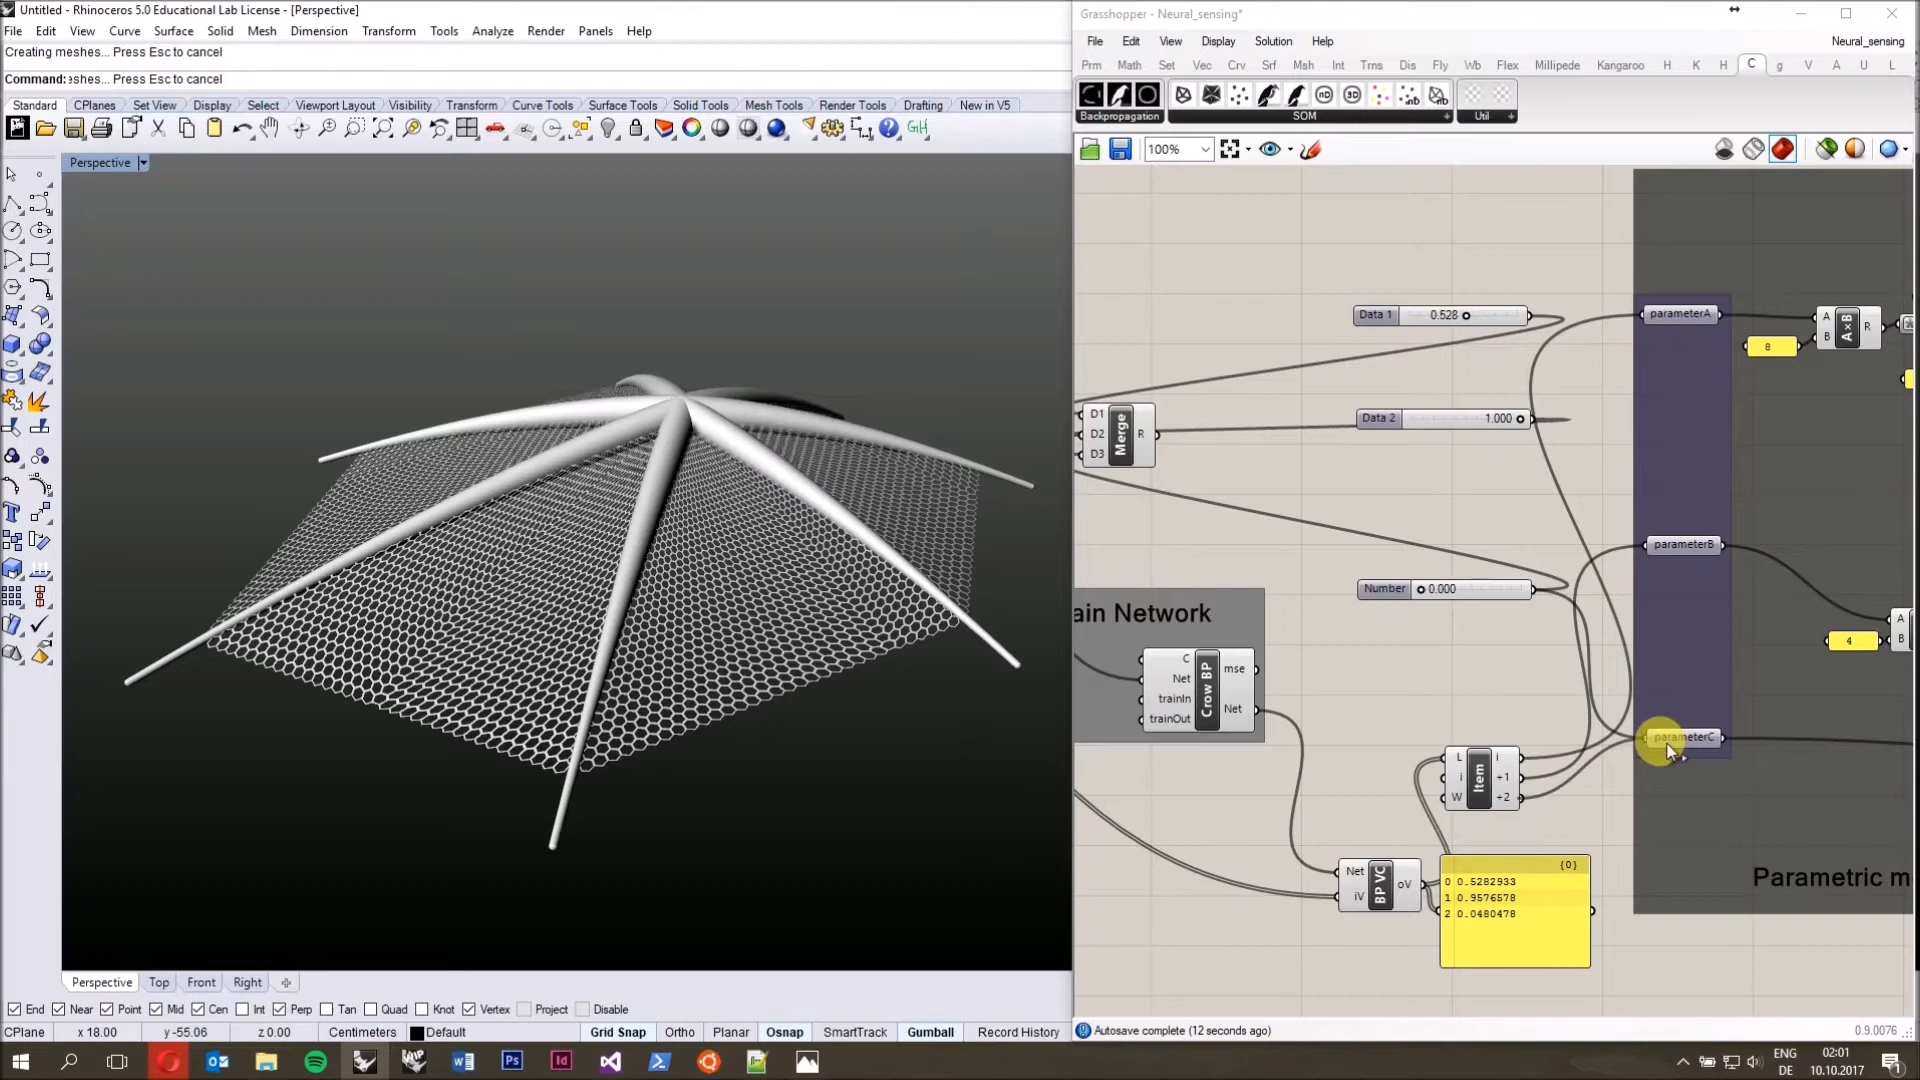 Untitled - Rhinoceros 5.0 Educational Lab License - [Perspective]
File Edit View Curve Surface Solid Mesh Dimension Transform Tools Analyze Render Panels Help
Creating meshes... Press Esc to cancel
Command: eshes... Press Esc to cancel
Standard CPlanes Set View Display Select Viewport Layout Visibility Transform Curve Tools Surface Tools Solid Tools Mesh Tools Render Tools Drafting New in V5
Perspective
Perspective Top Front Right
End Near Point Mid Cen Int Perp Tan Quad Knot Vertex Project Disable
CPlane x 18.00 y -55.06 z 0.00 Centimeters Default Grid Snap Ortho Planar Osnap SmartTrack Gumball Record History
Grasshopper - Neural_sensing*
File Edit View Display Solution Help Neural_sensing
Prm Math Set Vec Crv Srf Msh Int Trns Dis Fly Wb Flex Millipede Kangaroo H K H C g V A U L
Backpropagation SOM Util
100%
Data 1 0.528
parameterA
A B A×B R
8
D1 D2 D3 Merge R
Data 2 1.000
parameterB
Number 0.000
A
B
4
ain Network
C Net trainIn trainOut Crow BP mse Net
parameterC
L i W Item i +1 +2
Net iV BP VC oV
{0}
0 0.5282933
1 0.9576578
2 0.0480478
Parametric m
Autosave complete (12 seconds ago) 0.9.0076
ENG
DE
02:01
10.10.2017